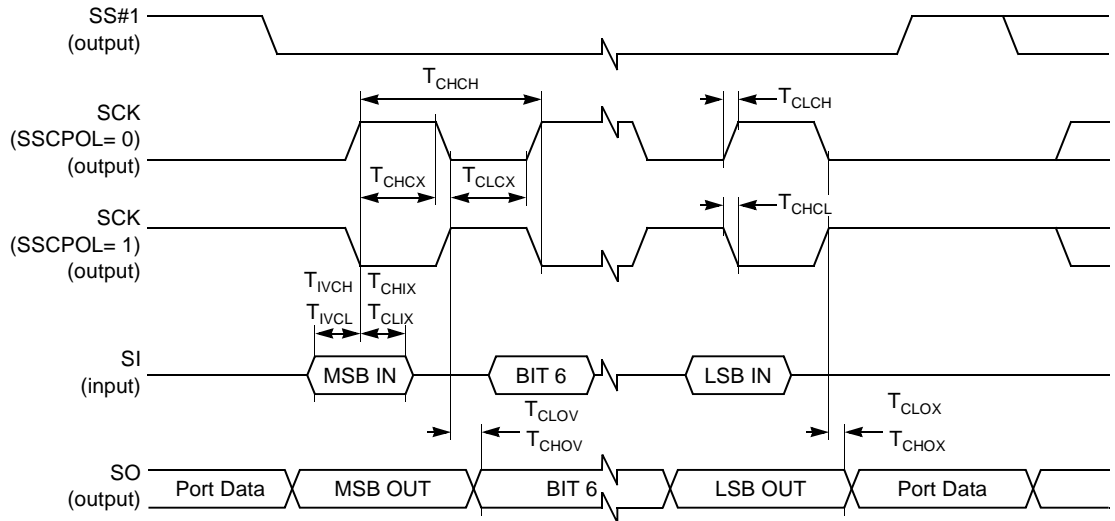 SS#1
(output)
T_CHCH
T_CLCH
SCK
(SSCPOL= 0)
(output)
T_CHCX
T_CLCX
T_CHCL
SCK
(SSCPOL= 1)
(output)
T_IVCH T_CHIX
T_IVCL T_CLIX
SI
(input)
MSB IN BIT 6 LSB IN
T_CLOV T_CLOX
T_CHOV T_CHOX
SO
(output)
Port Data MSB OUT BIT 6 LSB OUT Port Data